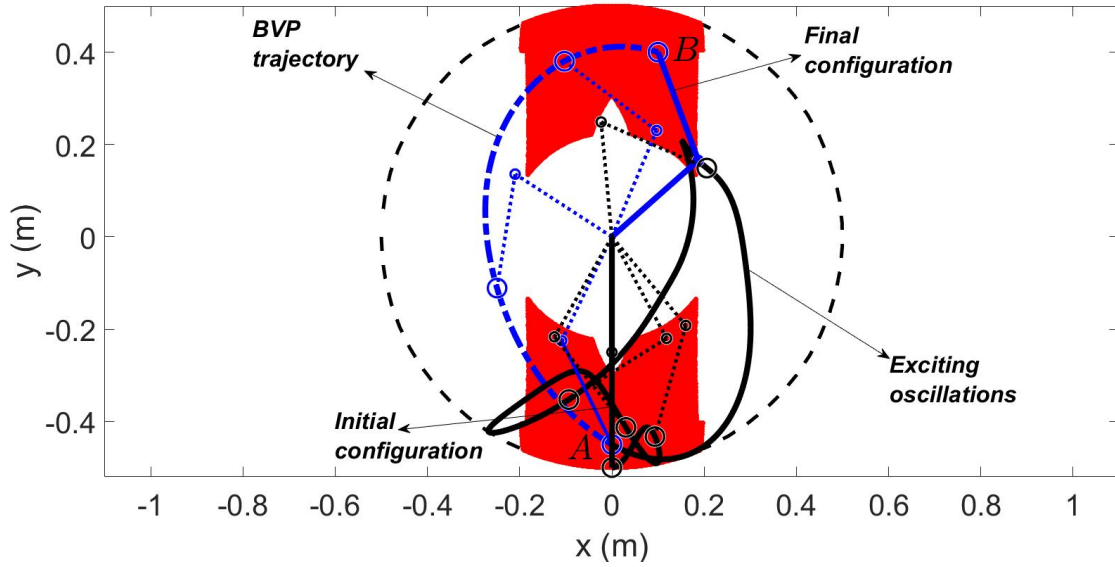 BVP
trajectory
Final
configuration
B
0.4
0.2
0
-0.2
-0.4
y (m)
Exciting
oscillations
Initial
configuration
A
-1 -0.8 -0.6 -0.4 -0.2 0 0.2 0.4 0.6 0.8 1
x (m)